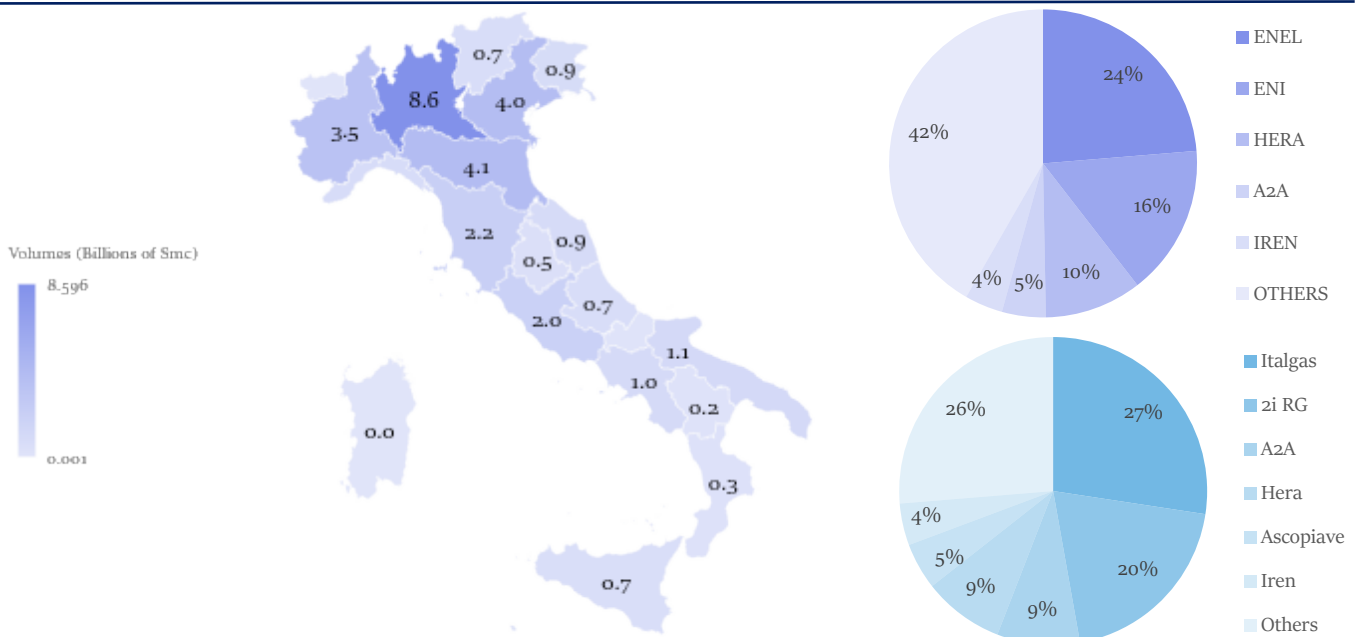 0.7
0.9
8.6
4.0
3.5
4.1
2.2
0.9
0.5
Volumes (Billions of Smc)
8.596
0.7
2.0
1.1
1.0
0.2
0.0
0.001
0.3
0.7
24%
42%
16%
10%
5%
4%
ENEL
ENI
HERA
A2A
IREN
OTHERS
26%
27%
4%
5%
9%
9%
20%
Italgas
2i RG
A2A
Hera
Ascopiave
Iren
Others